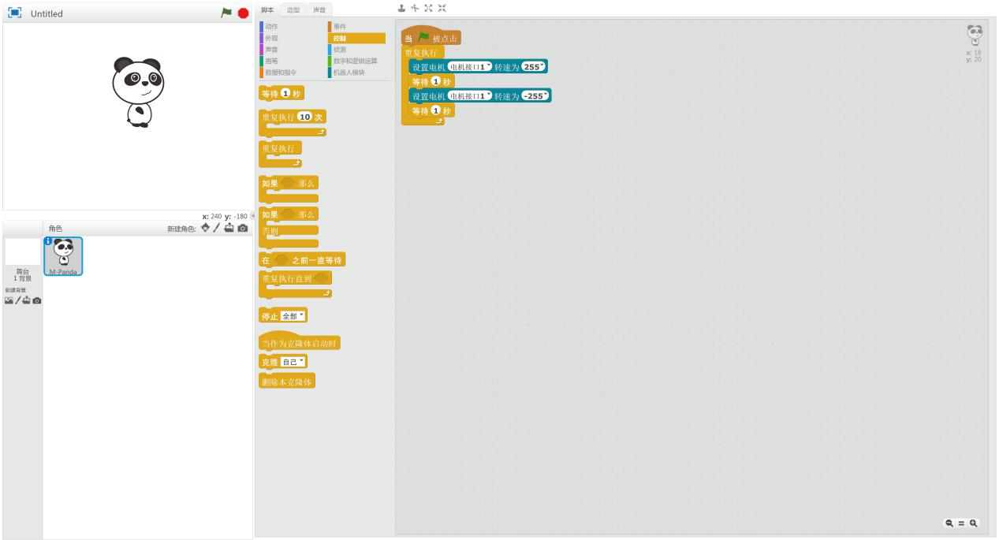 Untitled
x: 240 y: -180
角色
新建角色:
M-Panda
舞台
1 背景
新建背景
脚本 造型 声音
动作 事件
外观 控制
声音 侦测
画笔 数字和逻辑运算
数据和指令 机器人模块
等待 1 秒
重复执行 10 次
重复执行
如果 那么
如果 那么
否则
在 之前一直等待
重复执行直到
停止 全部
当作为克隆体启动时
克隆 自己
删除本克隆体
当 被点击
重复执行
设置电机 电机接口1 转速为 255
等待 1 秒
设置电机 电机接口1 转速为 -255
等待 1 秒
x: 18
y: 20